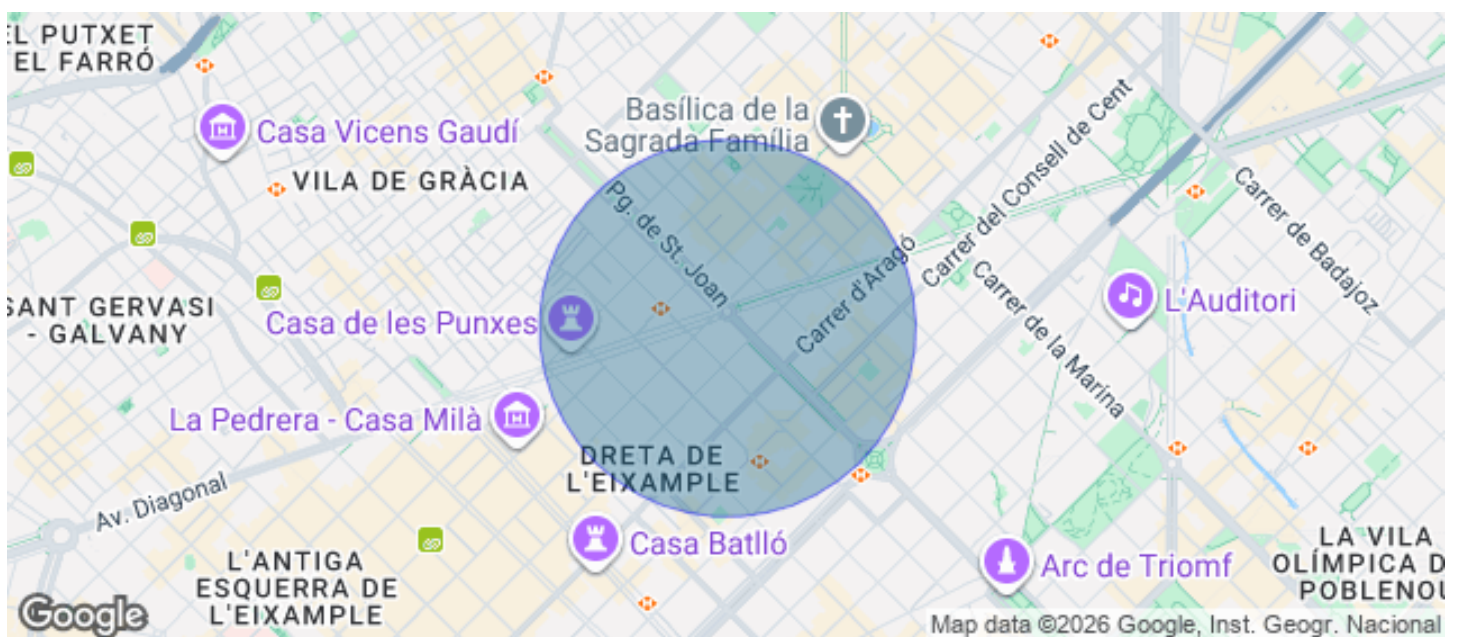 EL PUTXET
EL FARRÓ
Casa Vicens Gaudí
VILA DE GRÀCIA
Basílica de la
Sagrada Família
Pg. de St. Joan
Carrer del Consell de Cent
Carrer d'Aragó
Carrer de Badajoz
Carrer de la Marina
SANT GERVASI
- GALVANY
Casa de les Punxes
L'Auditori
La Pedrera - Casa Milà
DRETA DE
L'EIXAMPLE
Av. Diagonal
Casa Batlló
Arc de Triomf
L'ANTIGA
ESQUERRA DE
L'EIXAMPLE
LA VILA
OLÍMPICA D
POBLENOU
Google
Map data ©2026 Google, Inst. Geogr. Nacional